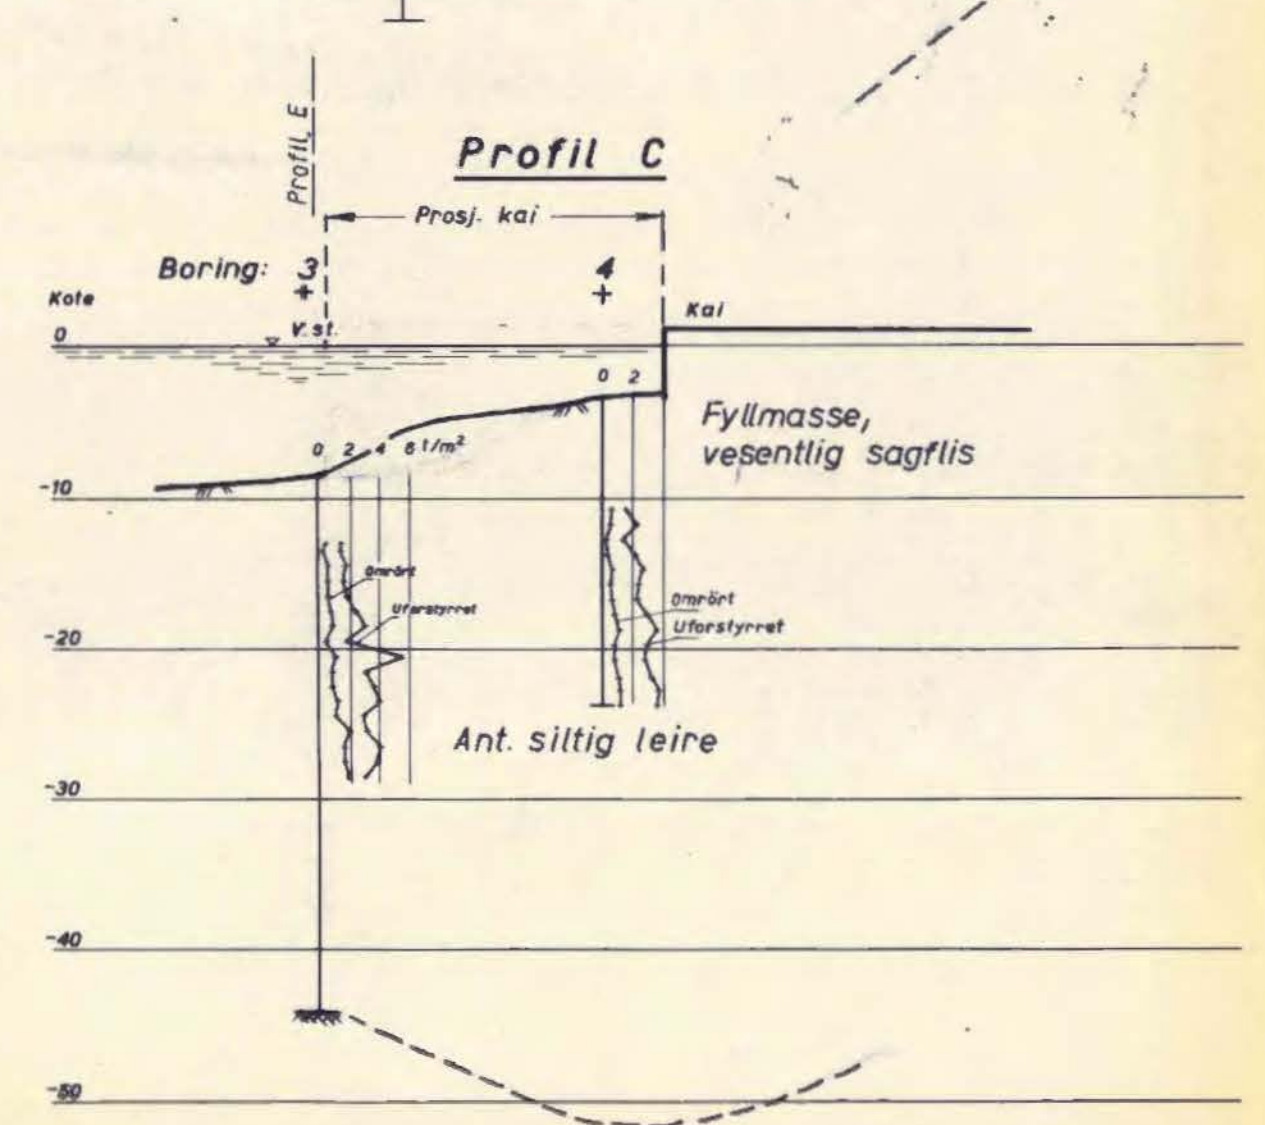 Profil E
Profil C
Prosj. kai
Boring: 3 4
+ +
Kote
Kai
V. st.
0
0 2
Fyllmasse,
vesentlig sagflis
0 2 4 6 t/m²
-10
Omrört
Uforstyrret
Omrört
Uforstyrret
-20
Ant. siltig leire
-30
-40
-50